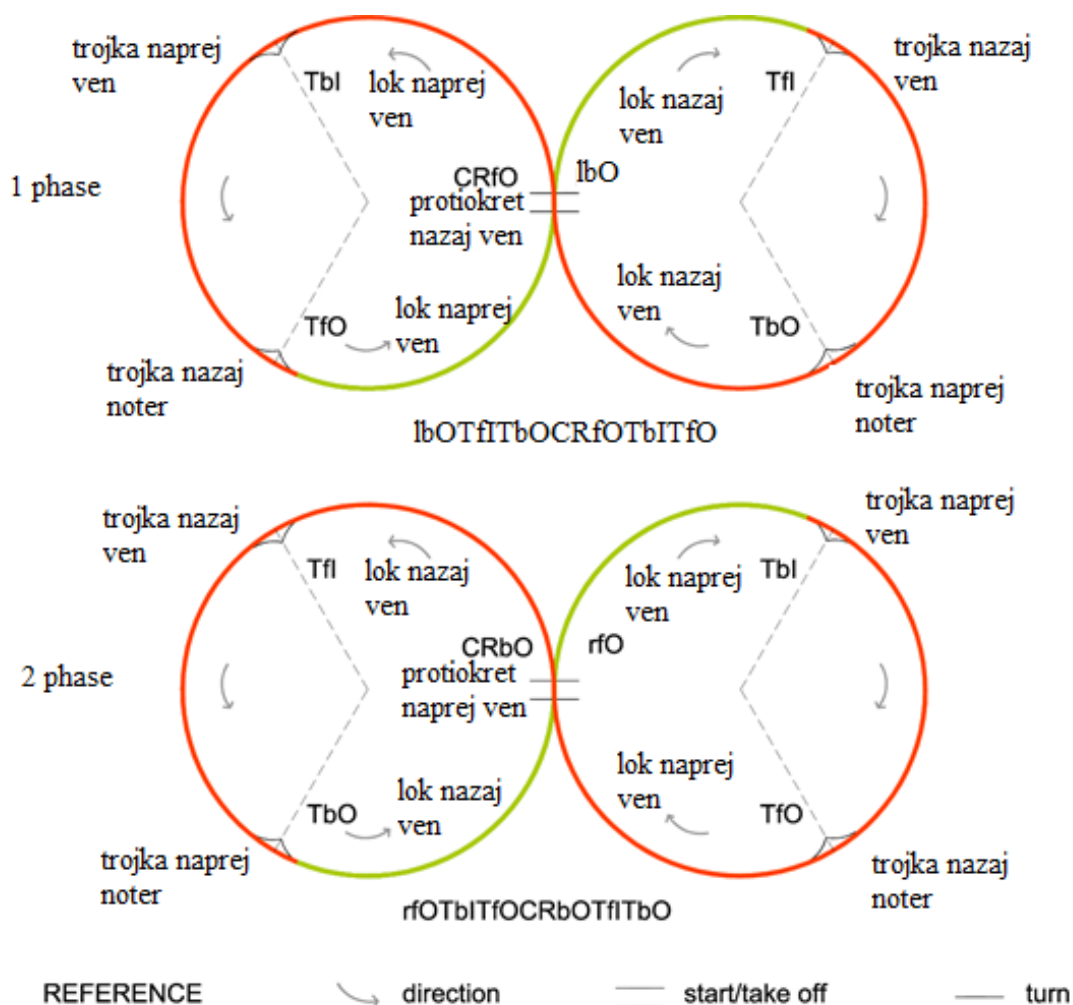 trojka naprej
ven
TbI
lok naprej
ven
lok nazaj
ven
TfI
trojka nazaj
ven
1 phase
CRfO
protiokret
nazaj ven
lbO
TfO
lok naprej
ven
lok nazaj
ven
TbO
trojka nazaj
noter
trojka naprej
noter
lbOTfITbOCRfOTbITfO
trojka nazaj
ven
TfI
lok nazaj
ven
lok naprej
ven
TbI
trojka naprej
ven
2 phase
CRbO
protiokret
naprej ven
rfO
TbO
lok nazaj
ven
lok naprej
ven
TfO
trojka naprej
noter
trojka nazaj
noter
rfOTbITfOCRbOTfITbO
REFERENCE direction start/take off turn